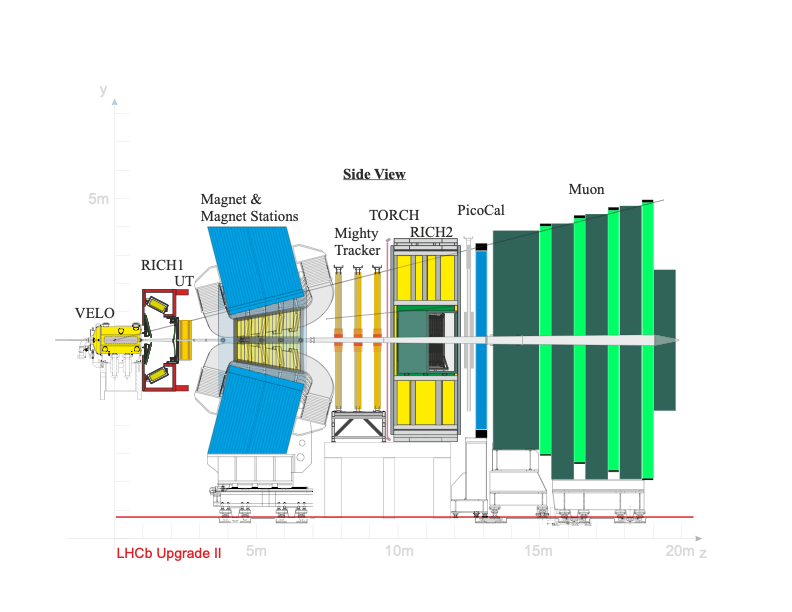 y
Side View
5m
Magnet &
Magnet Stations
Muon
PicoCal
TORCH
RICH2
Mighty
Tracker
RICH1
UT
VELO
LHCb Upgrade II
5m
10m
15m
20m
z